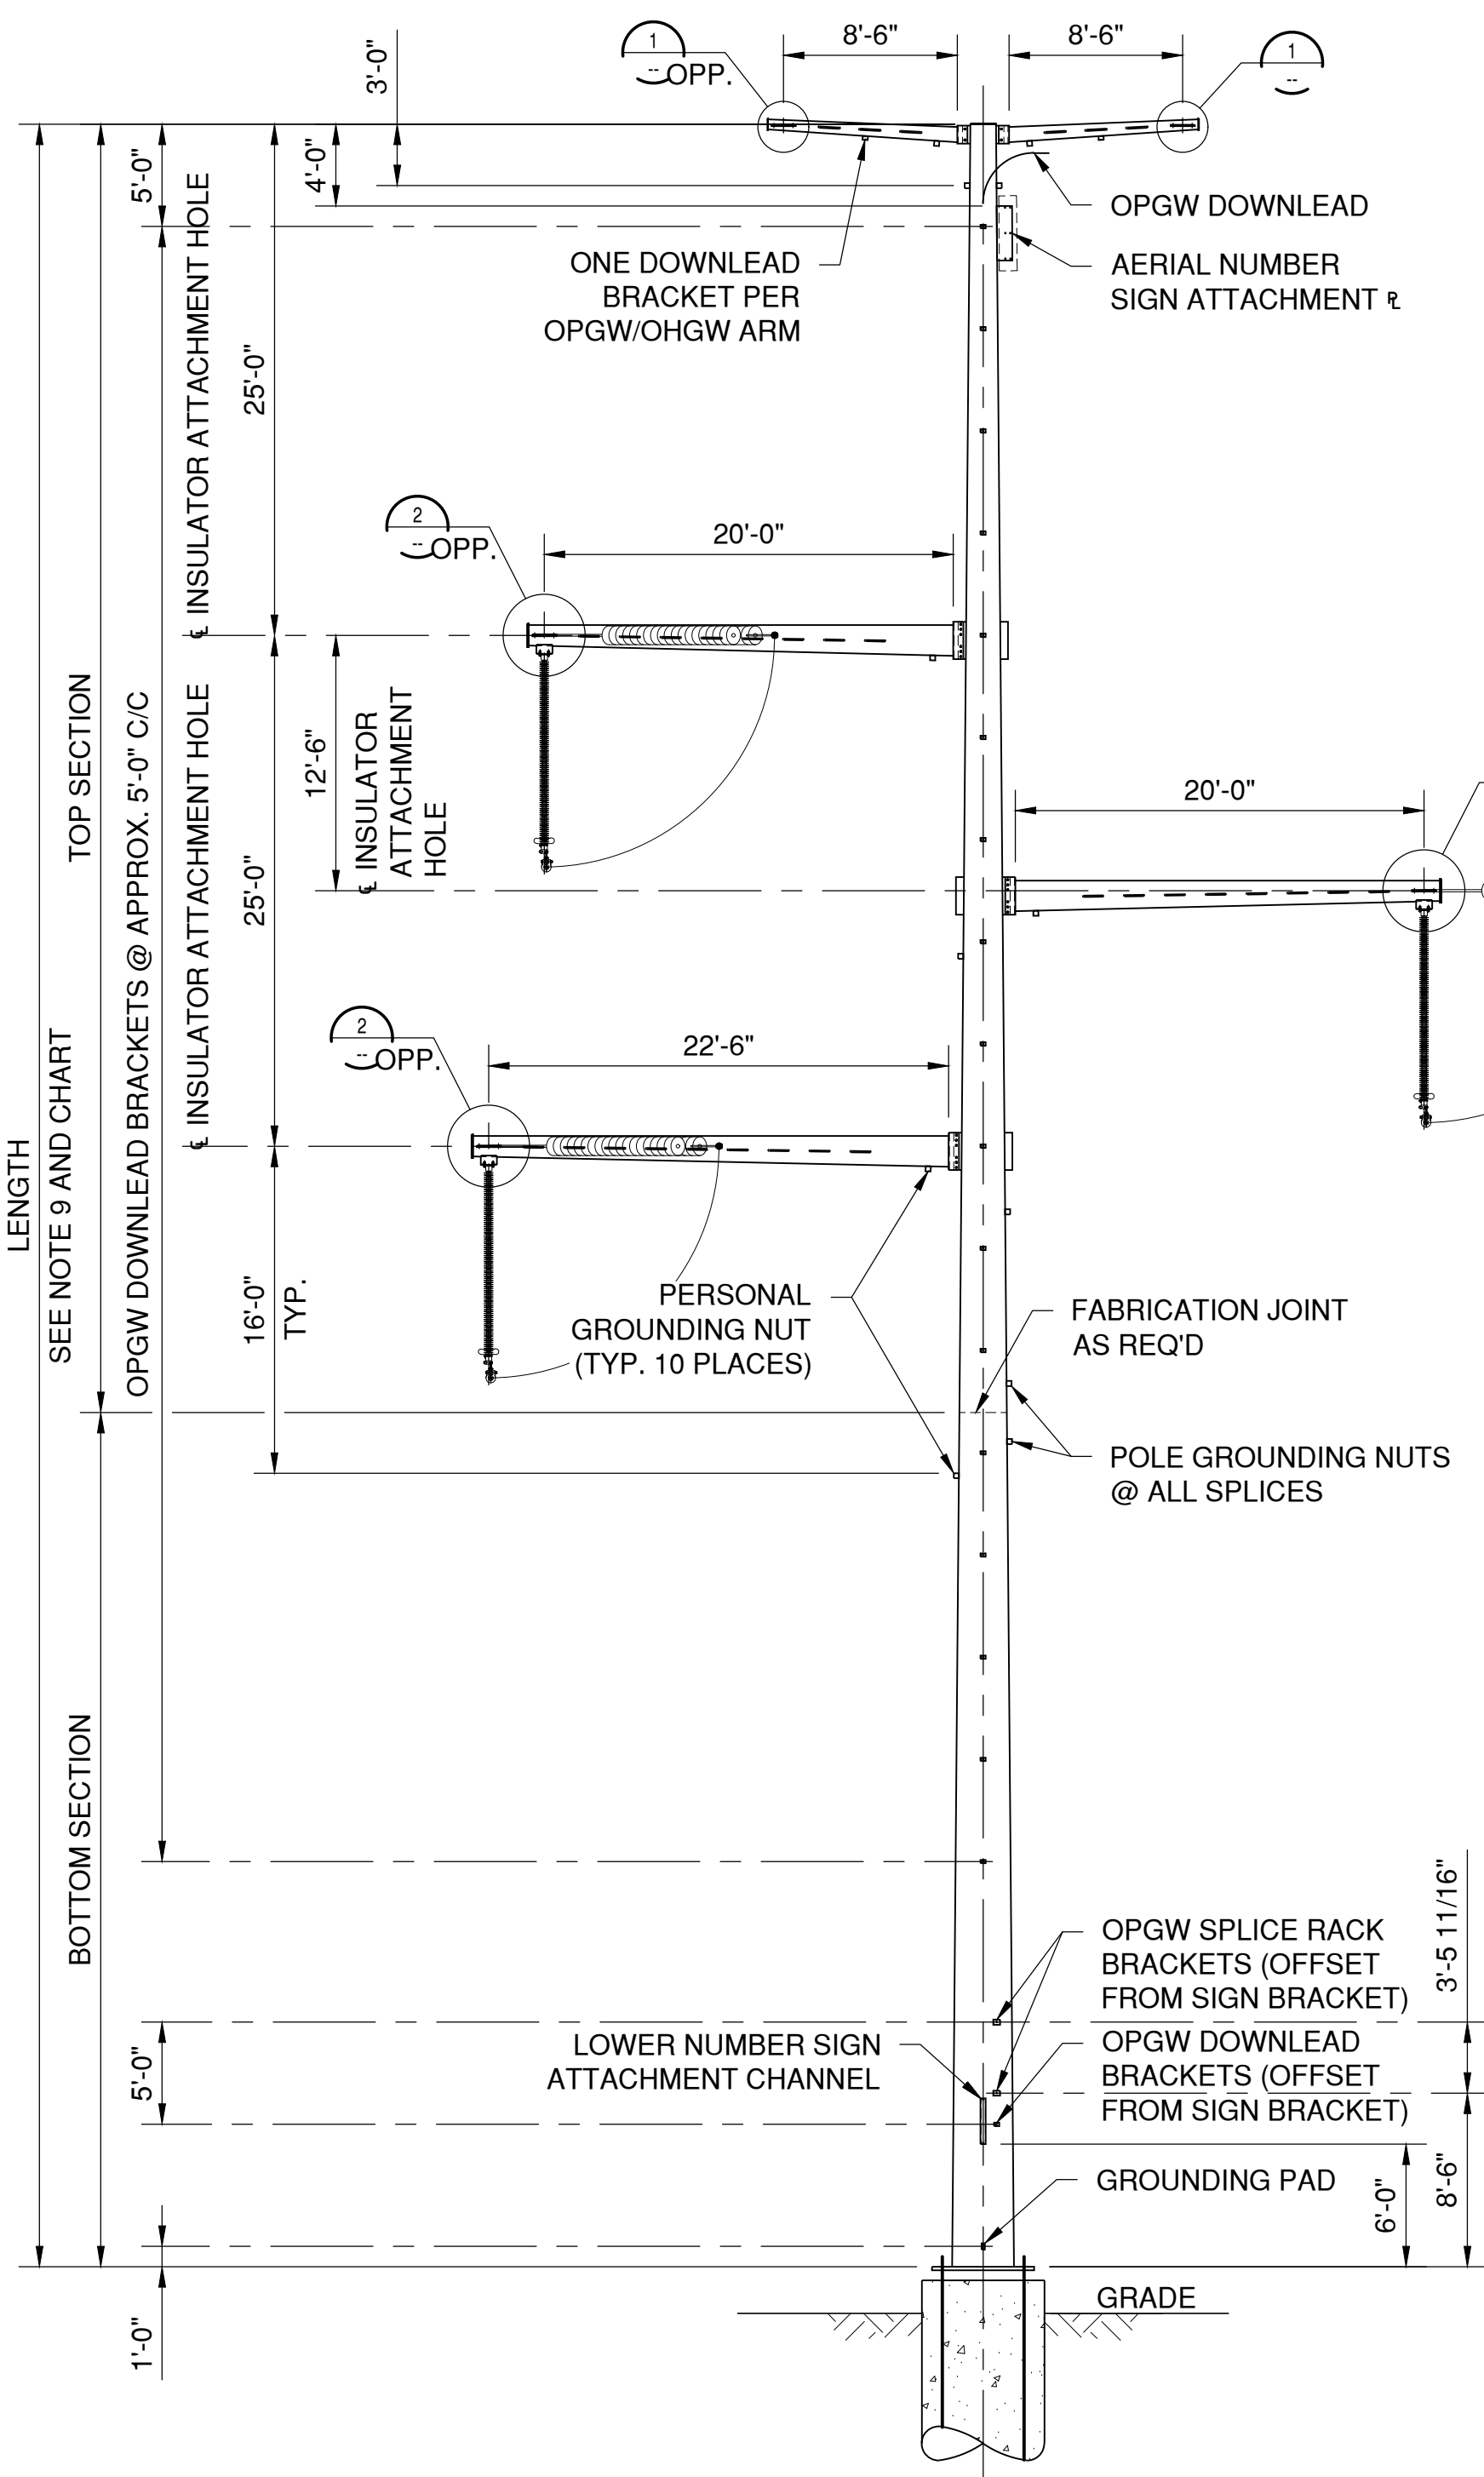 8'-6"
8'-6"
1
--
OPP.
1
--
3'-0"
4'-0"
5'-0"
OPGW DOWNLEAD
AERIAL NUMBER
SIGN ATTACHMENT ⅊
ONE DOWNLEAD
BRACKET PER
OPGW/OHGW ARM
℄ INSULATOR ATTACHMENT HOLE
25'-0"
2
--
OPP.
20'-0"
TOP SECTION
OPGW DOWNLEAD BRACKETS @ APPROX. 5'-0" C/C
℄ INSULATOR ATTACHMENT HOLE
25'-0"
12'-6"
℄ INSULATOR
ATTACHMENT
HOLE
20'-0"
2
--
OPP.
22'-6"
LENGTH
SEE NOTE 9 AND CHART
16'-0"
TYP.
PERSONAL
GROUNDING NUT
(TYP. 10 PLACES)
FABRICATION JOINT
AS REQ'D
POLE GROUNDING NUTS
@ ALL SPLICES
BOTTOM SECTION
OPGW SPLICE RACK
BRACKETS (OFFSET
FROM SIGN BRACKET)
3'-5 11/16"
LOWER NUMBER SIGN
ATTACHMENT CHANNEL
OPGW DOWNLEAD
BRACKETS (OFFSET
FROM SIGN BRACKET)
5'-0"
GROUNDING PAD
6'-0"
8'-6"
GRADE
1'-0"